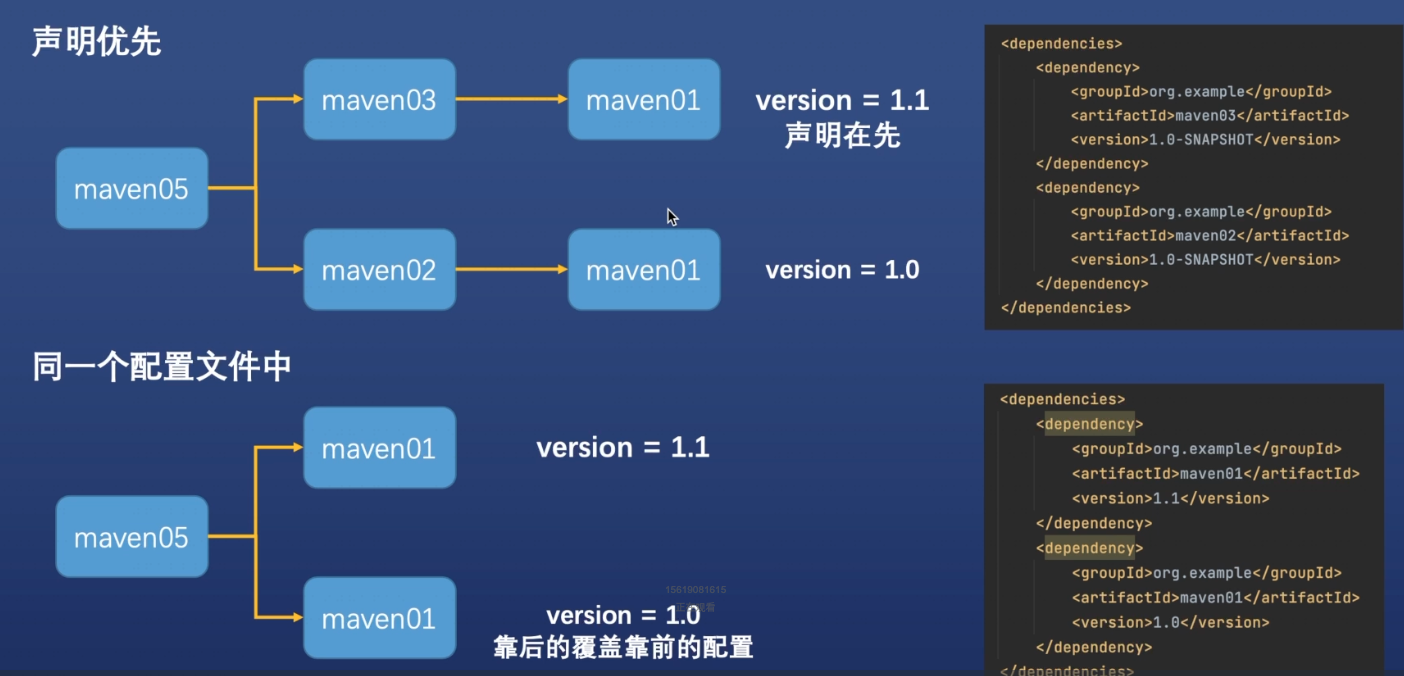 声明优先
maven05
maven03
maven01
version = 1.1
声明在先
maven02
maven01
version = 1.0
<dependencies>
<dependency>
<groupId>org.example</groupId>
<artifactId>maven03</artifactId>
<version>1.0-SNAPSHOT</version>
</dependency>
<dependency>
<groupId>org.example</groupId>
<artifactId>maven02</artifactId>
<version>1.0-SNAPSHOT</version>
</dependency>
</dependencies>
同一个配置文件中
maven05
maven01
version = 1.1
maven01
version = 1.0
靠后的覆盖靠前的配置
15619081615
<dependencies>
<dependency>
<groupId>org.example</groupId>
<artifactId>maven01</artifactId>
<version>1.1</version>
</dependency>
<dependency>
<groupId>org.example</groupId>
<artifactId>maven01</artifactId>
<version>1.0</version>
</dependency>
</dependencies>